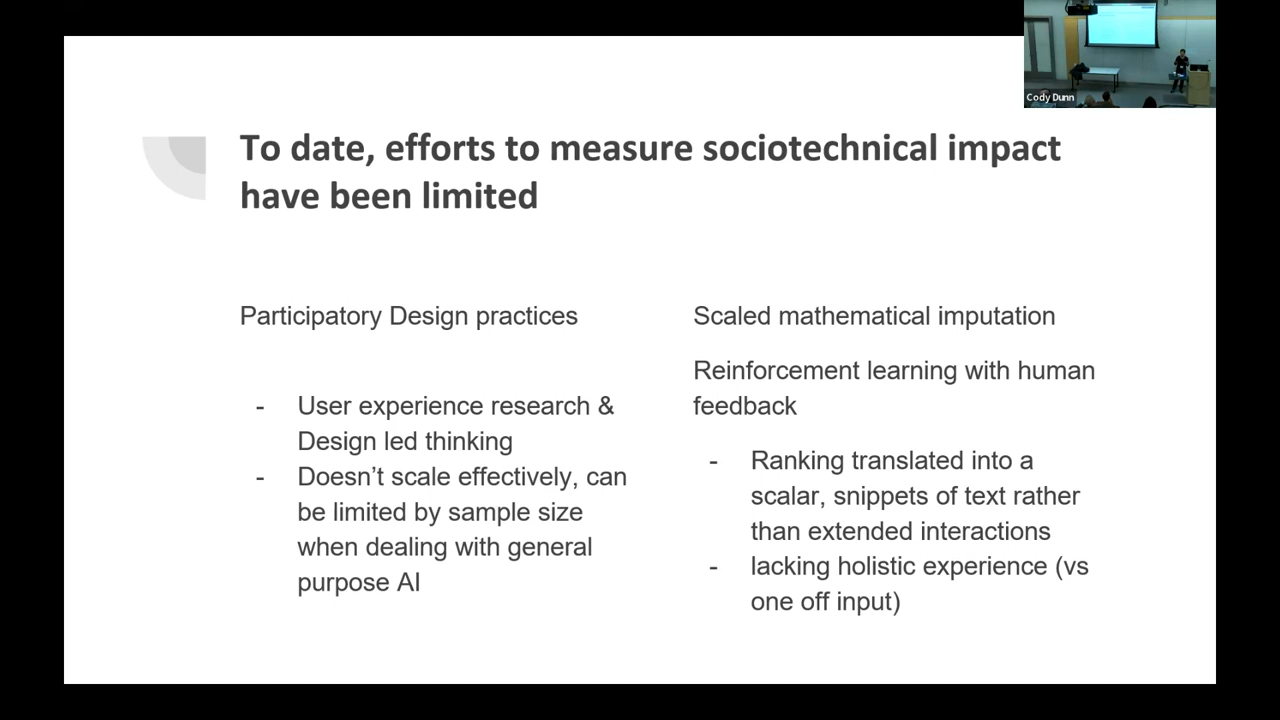 Cody Dunn
To date, efforts to measure sociotechnical impact
have been limited
Participatory Design practices
- User experience research &
Design led thinking
- Doesn’t scale effectively, can
be limited by sample size
when dealing with general
purpose AI
Scaled mathematical imputation
Reinforcement learning with human
feedback
- Ranking translated into a
scalar, snippets of text rather
than extended interactions
- lacking holistic experience (vs
one off input)